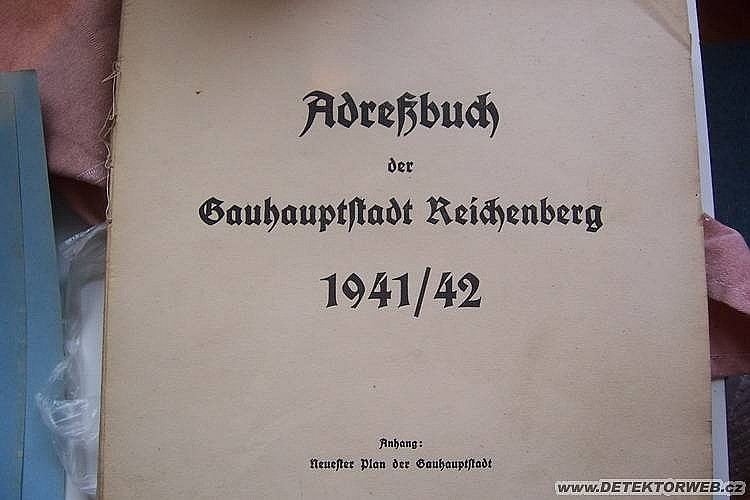 Adreßbuch
der
Gauhauptstadt Reichenberg
1941/42
Anhang:
Neuester Plan der Gauhauptstadt
www.DETEKTORWEB.cz